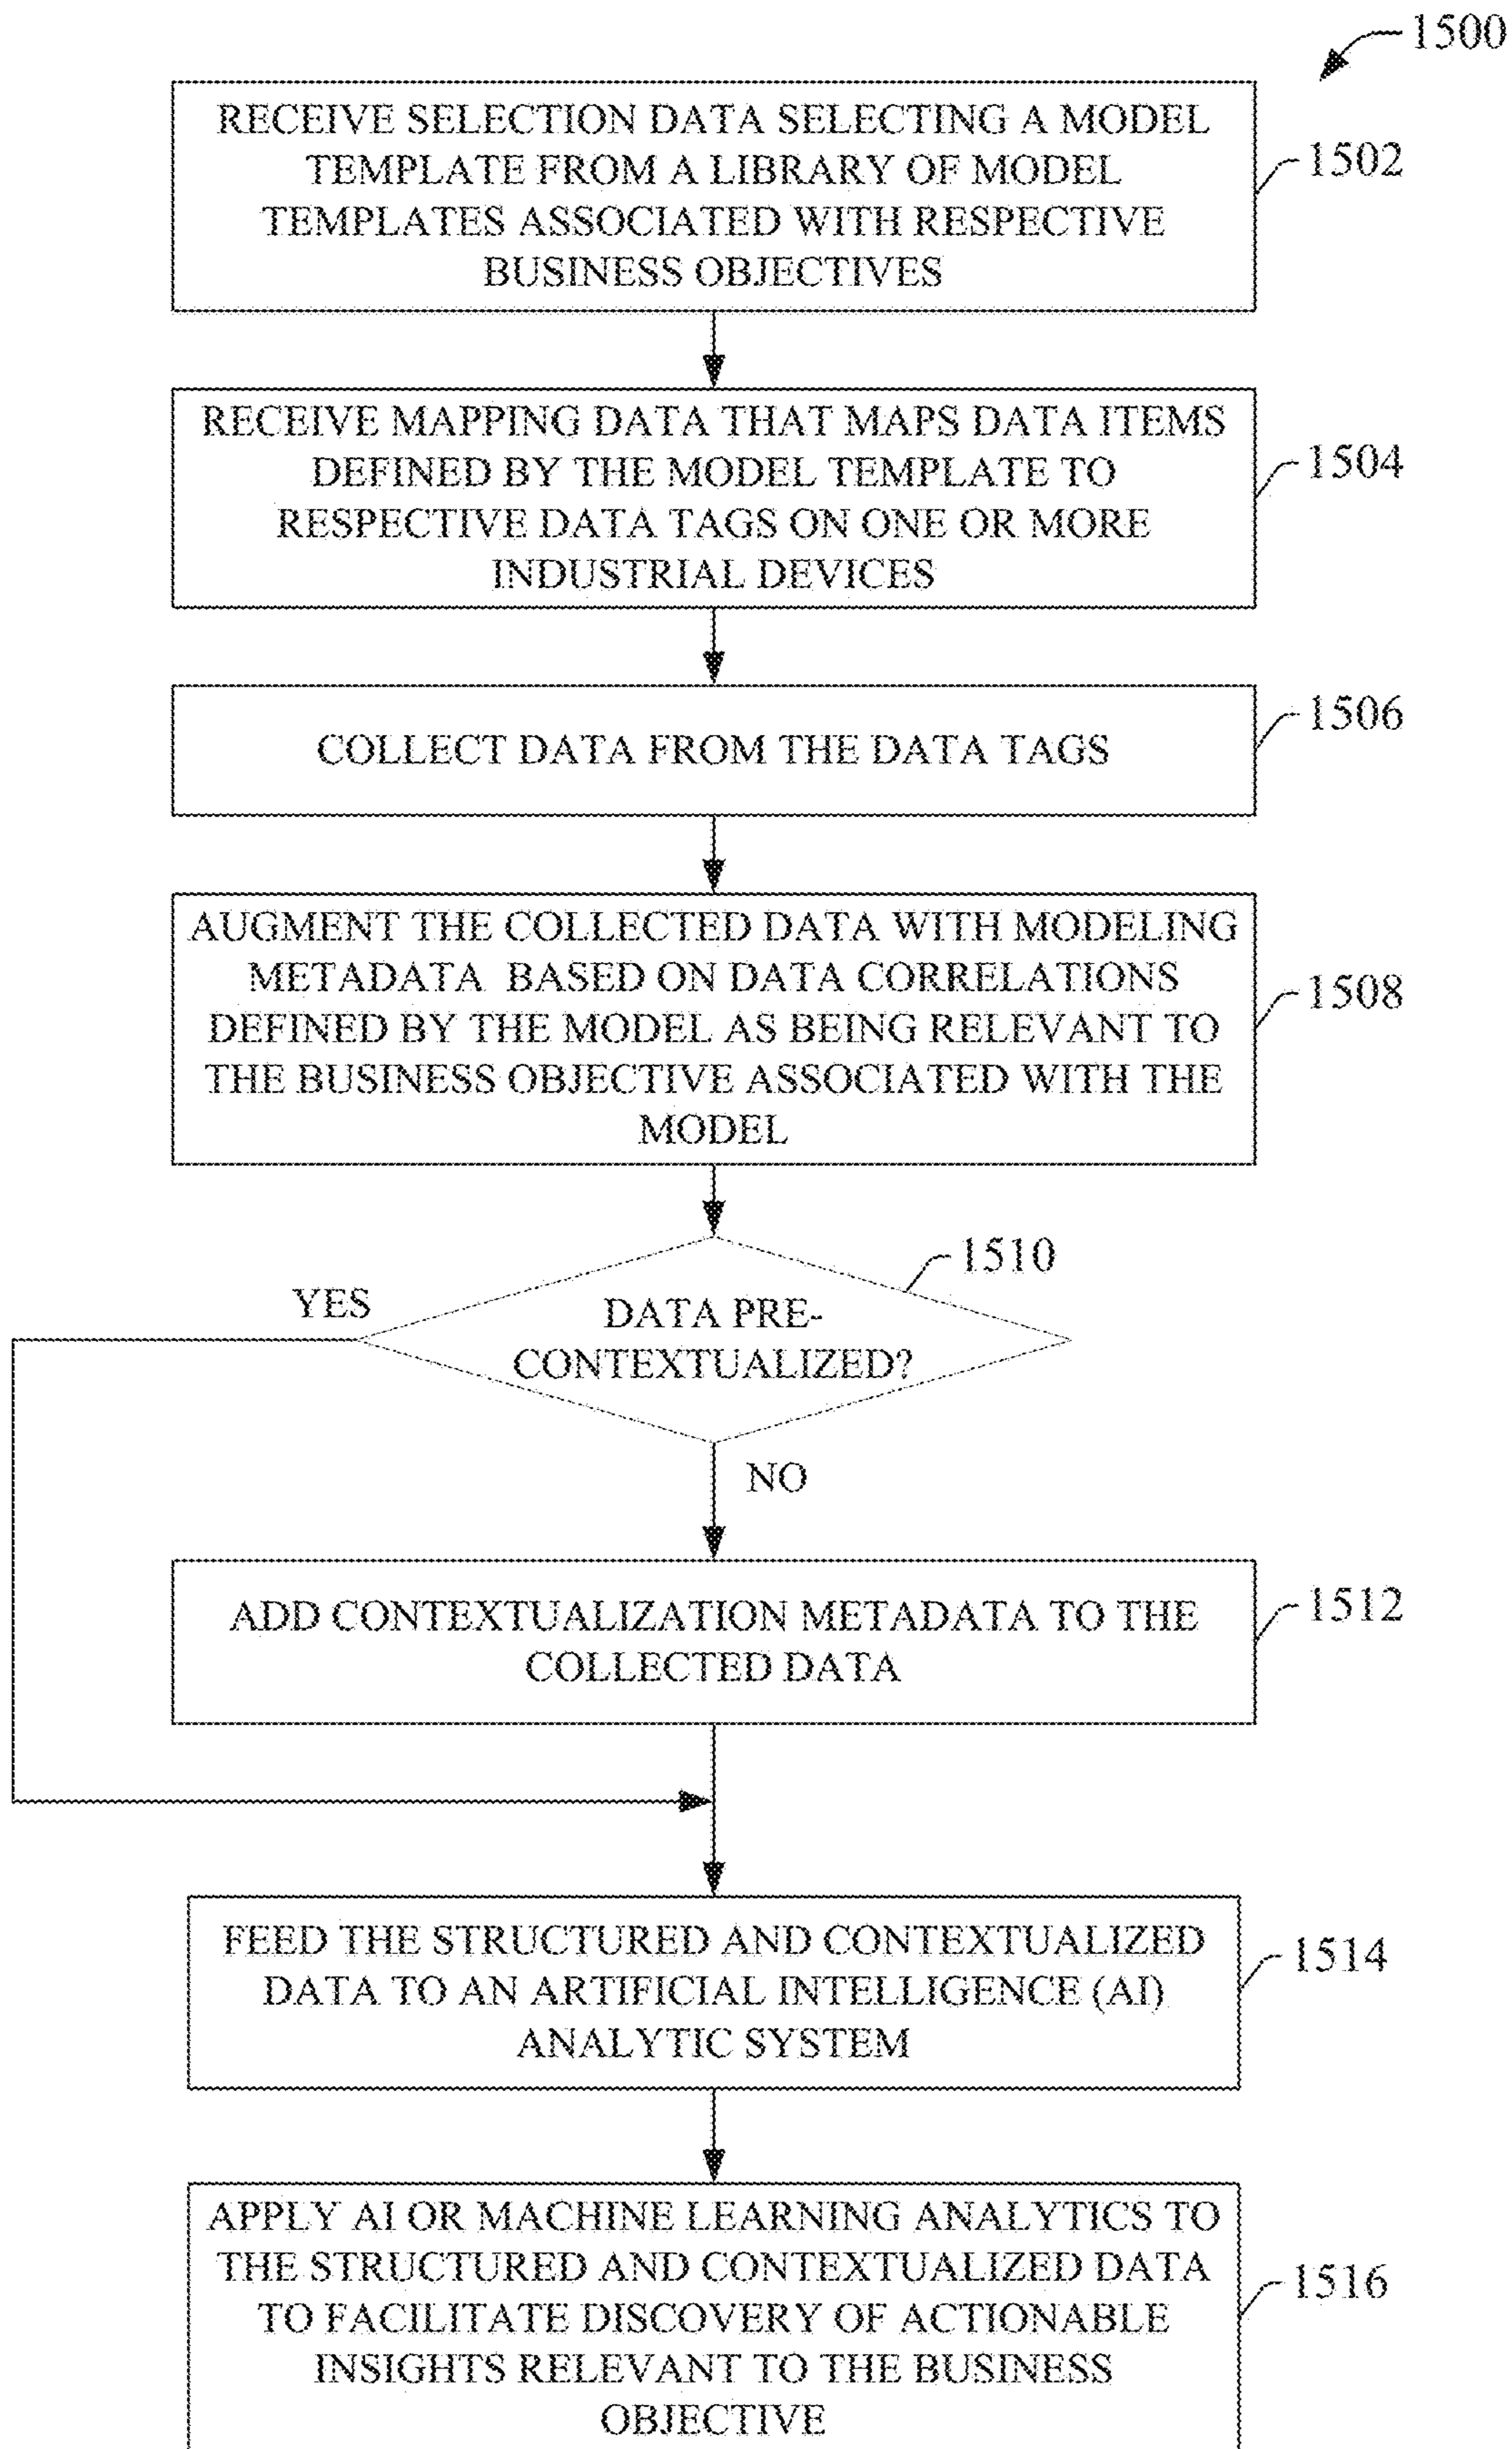 1500
RECEIVE SELECTION DATA SELECTING A MODEL
TEMPLATE FROM A LIBRARY OF MODEL
TEMPLATES ASSOCIATED WITH RESPECTIVE
BUSINESS OBJECTIVES
1502
RECEIVE MAPPING DATA THAT MAPS DATA ITEMS
DEFINED BY THE MODEL TEMPLATE TO
RESPECTIVE DATA TAGS ON ONE OR MORE
INDUSTRIAL DEVICES
1504
COLLECT DATA FROM THE DATA TAGS
1506
AUGMENT THE COLLECTED DATA WITH MODELING
METADATA BASED ON DATA CORRELATIONS
DEFINED BY THE MODEL AS BEING RELEVANT TO
THE BUSINESS OBJECTIVE ASSOCIATED WITH THE
MODEL
1508
1510
YES
DATA PRE-
CONTEXTUALIZED?
NO
ADD CONTEXTUALIZATION METADATA TO THE
COLLECTED DATA
1512
FEED THE STRUCTURED AND CONTEXTUALIZED
DATA TO AN ARTIFICIAL INTELLIGENCE (AI)
ANALYTIC SYSTEM
1514
APPLY AI OR MACHINE LEARNING ANALYTICS TO
THE STRUCTURED AND CONTEXTUALIZED DATA
TO FACILITATE DISCOVERY OF ACTIONABLE
INSIGHTS RELEVANT TO THE BUSINESS
OBJECTIVE
1516